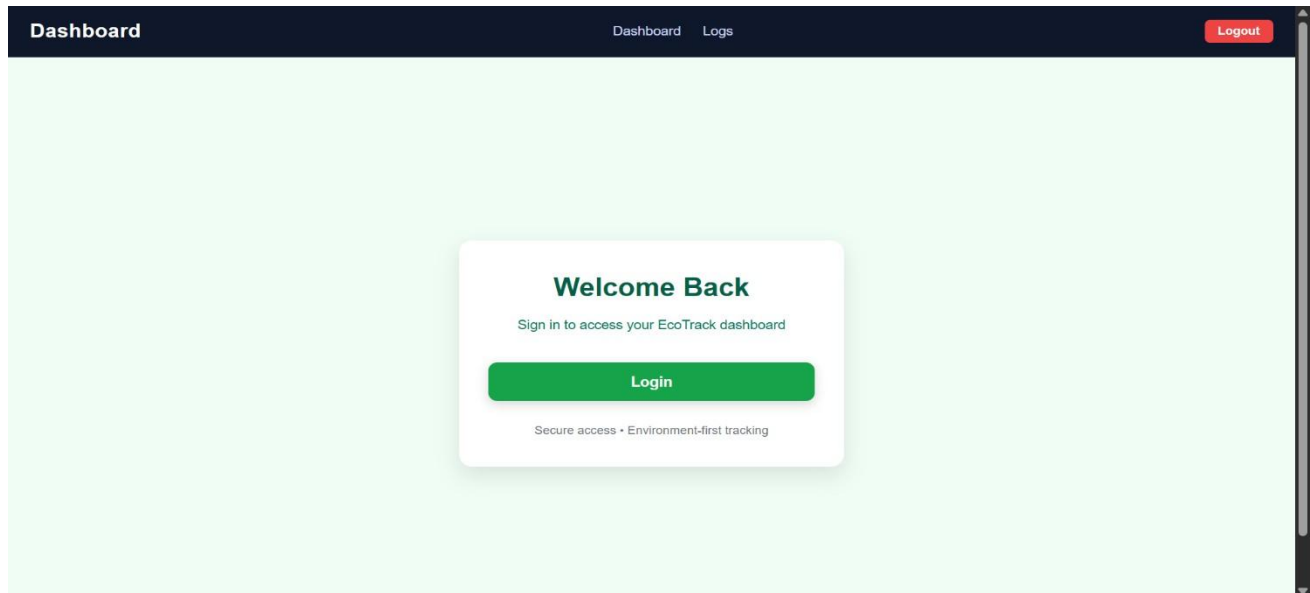 Dashboard
Dashboard Logs
Logout
Welcome Back
Sign in to access your EcoTrack dashboard
Login
Secure access • Environment-first tracking